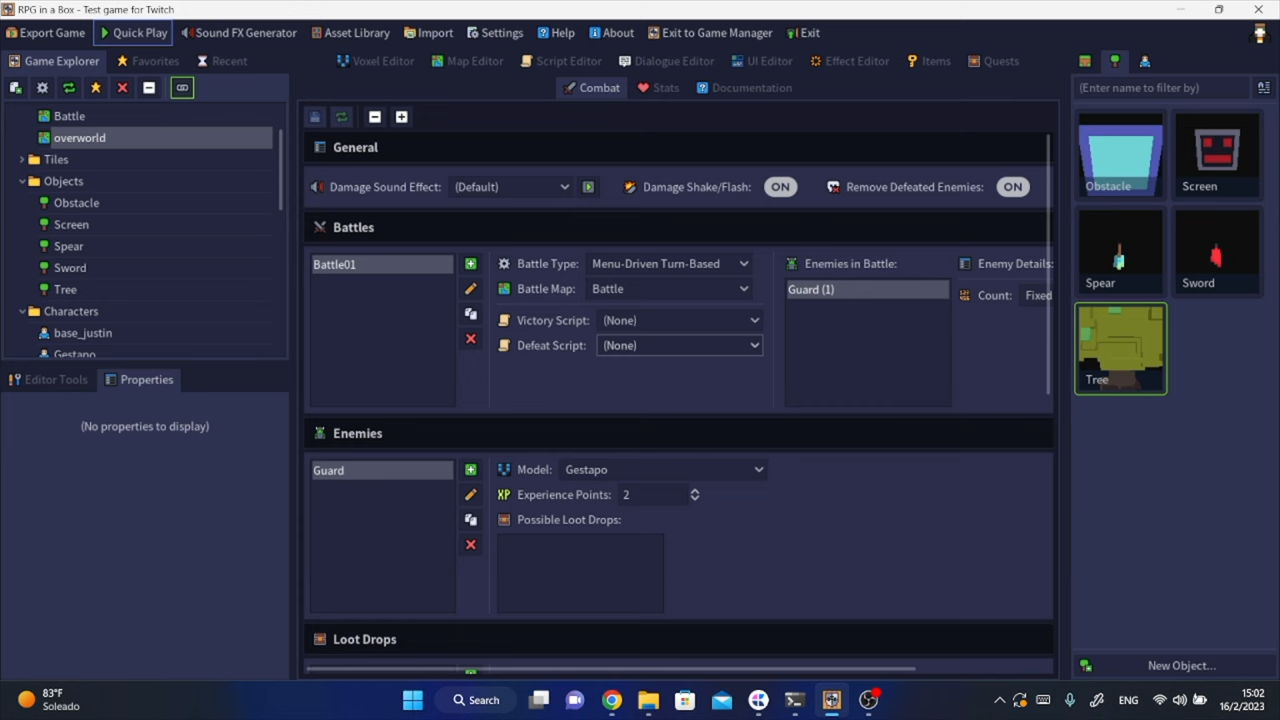 RPG in a Box - Test game for Twitch
Export Game Quick Play Sound FX Generator Asset Library Import Settings Help About Exit to Game Manager Exit
Game Explorer Favorites Recent Voxel Editor Map Editor Script Editor Dialogue Editor UI Editor Effect Editor Items Quests
Combat Stats Documentation (Enter name to filter by)
Battle
overworld
Tiles
Objects
Obstacle
Screen
Spear
Sword
Tree
Characters
base_justin
Gestapo
Editor Tools Properties
(No properties to display)
General
Damage Sound Effect: (Default) Damage Shake/Flash: ON Remove Defeated Enemies: ON
Battles
Battle01
Battle Type: Menu-Driven Turn-Based
Battle Map: Battle
Victory Script: (None)
Defeat Script: (None)
Enemies in Battle:
Guard (1)
Enemy Details:
Count: Fixed
Enemies
Guard
Model: Gestapo
XP Experience Points: 2
Possible Loot Drops:
Loot Drops
Obstacle Screen
Spear Sword
Tree
New Object...
83°F
Soleado
Search
ENG
15:02
16/2/2023